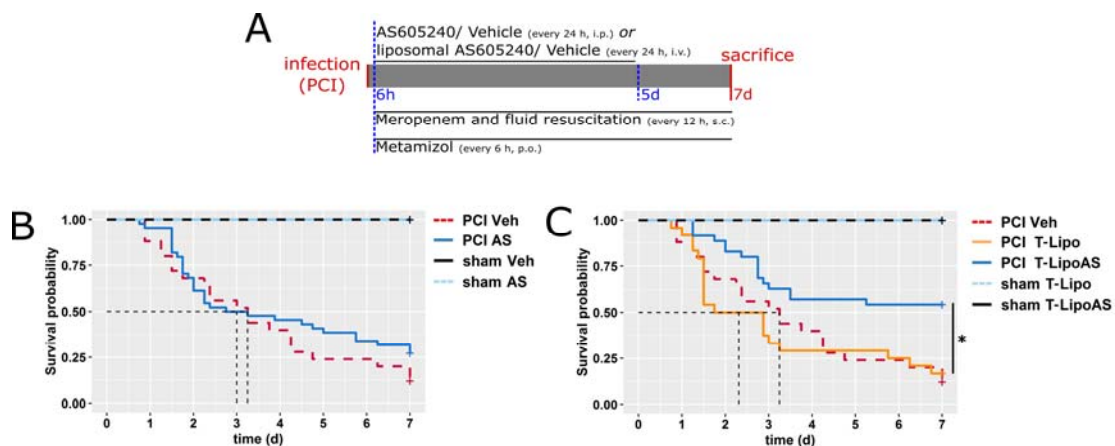 A
AS605240/ Vehicle (every 24 h, i.p.) or
liposomal AS605240/ Vehicle (every 24 h, i.v.)
infection
(PCI)
sacrifice
6h
5d
7d
Meropenem and fluid resuscitation (every 12 h, s.c.)
Metamizol (every 6 h, p.o.)
B
Survival probability
1.00
0.75
0.50
0.25
0.00
0 1 2 3 4 5 6 7
time (d)
PCI Veh
PCI AS
sham Veh
sham AS
C
Survival probability
1.00
0.75
0.50
0.25
0.00
0 1 2 3 4 5 6 7
time (d)
*
PCI Veh
PCI T-Lipo
PCI T-LipoAS
sham T-Lipo
sham T-LipoAS